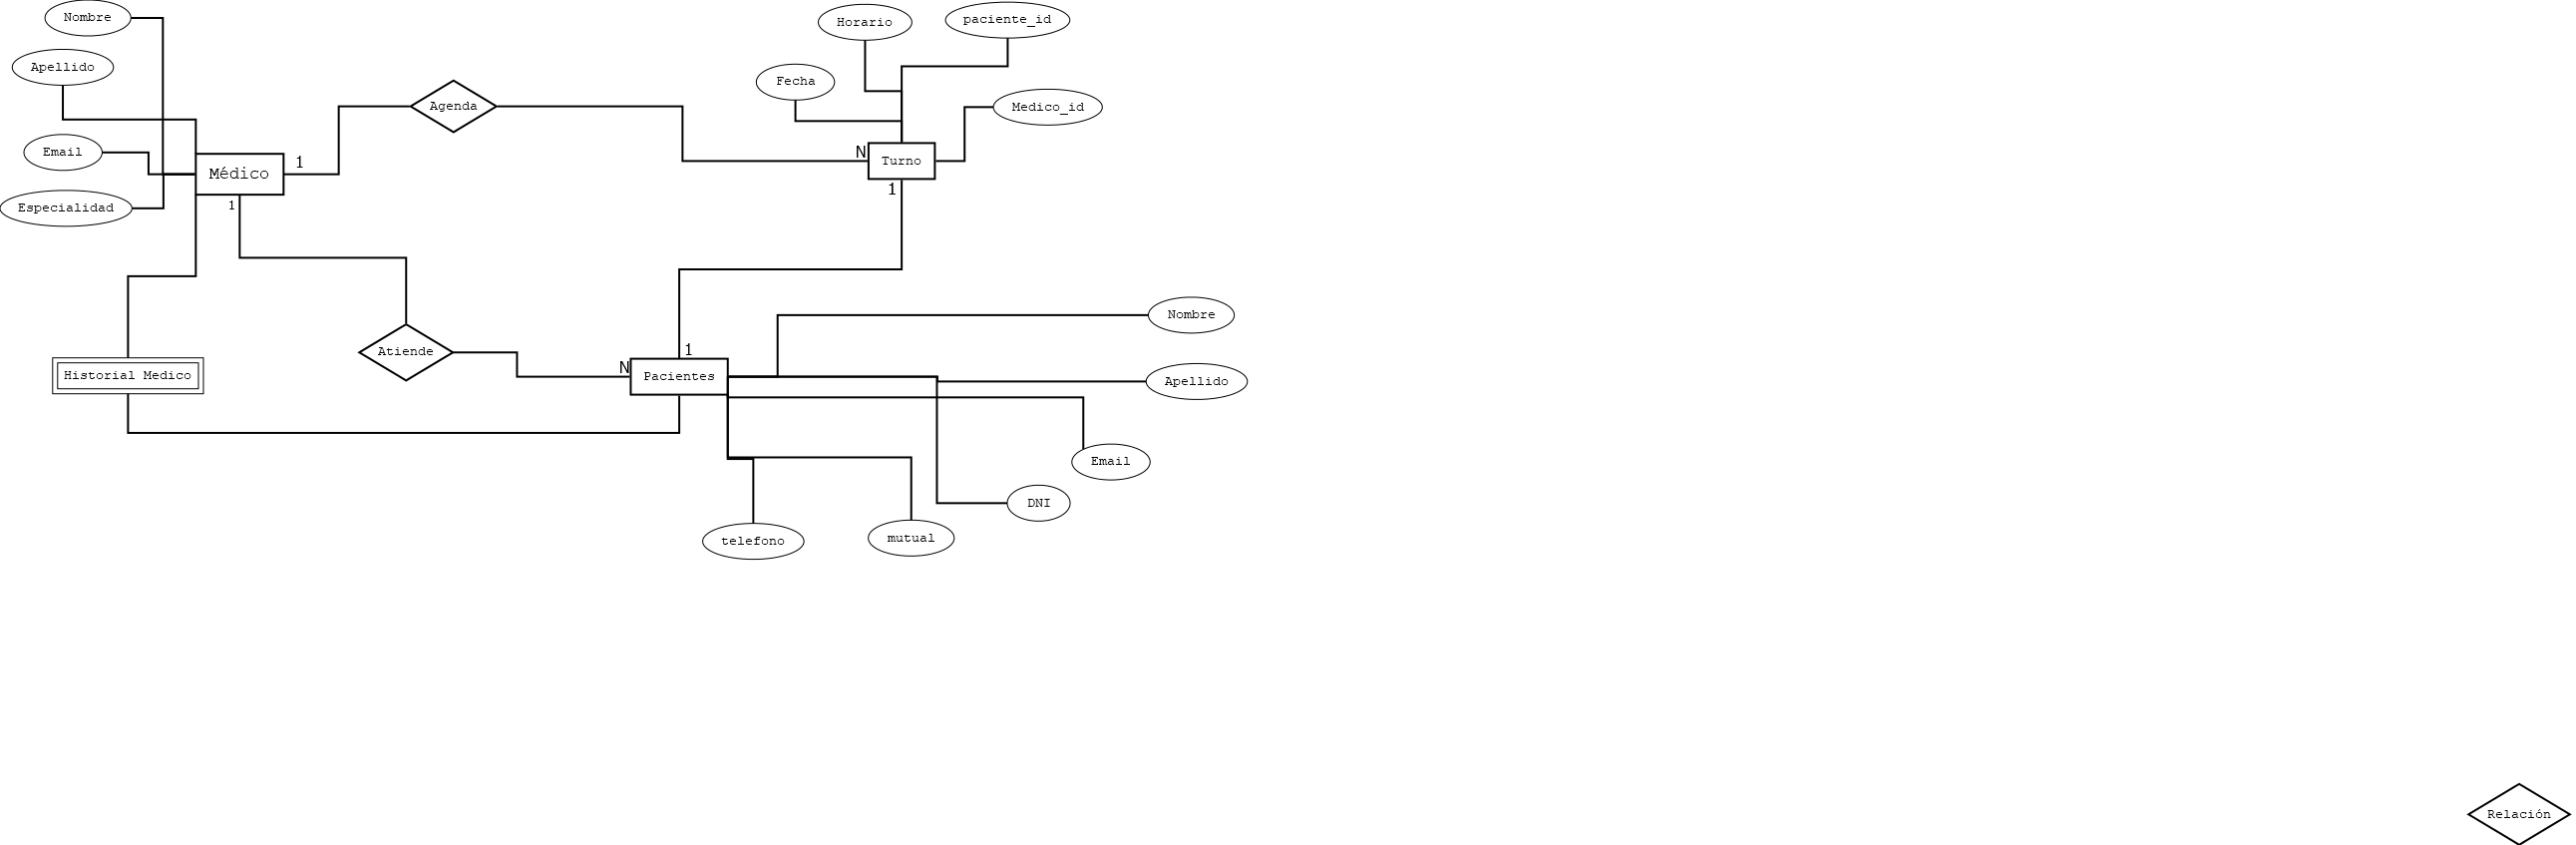 Nombre
Horario
paciente_id
Apellido
Fecha
Agenda
Medico_id
Email
N
Turno
1
Médico
1
Especialidad
1
Nombre
1
Atiende
N
Pacientes
Historial Medico
Apellido
Email
DNI
telefono
mutual
Relación